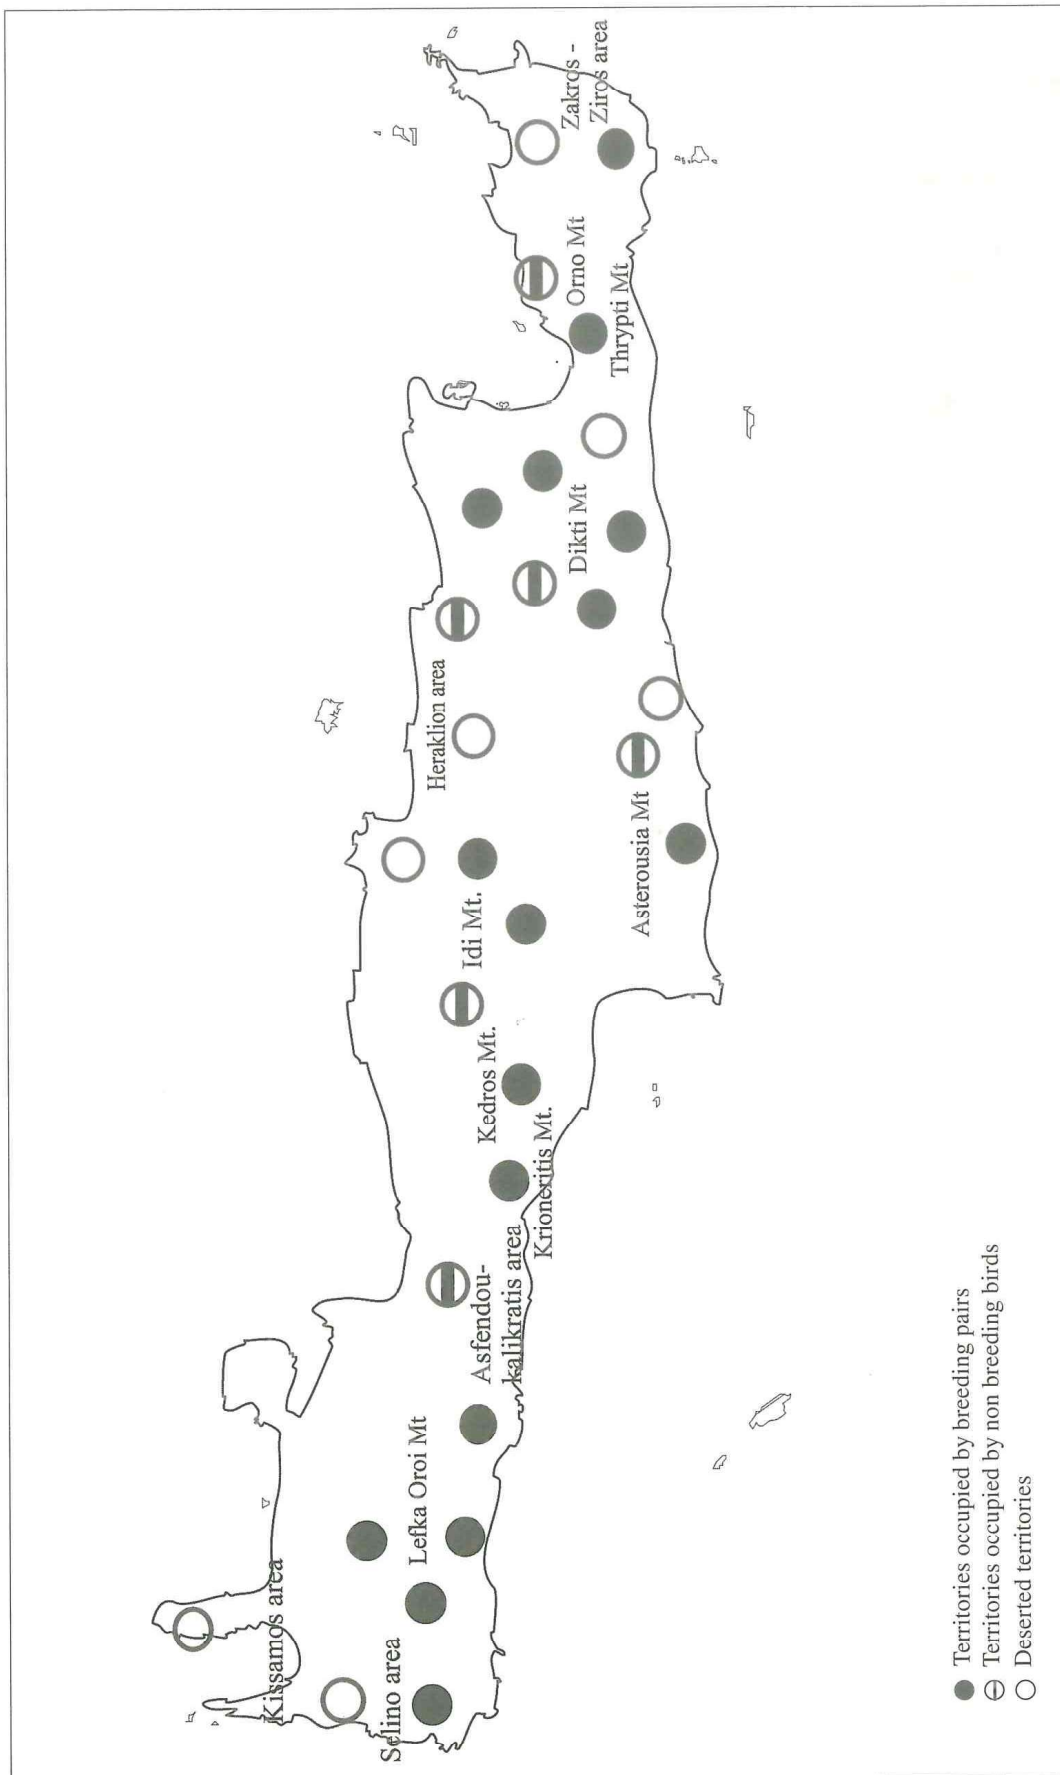 Kissamos area
Selino area
Lefka Oroi Mt
Asfendou-
kalikratis area
Krioneritis Mt.
Kedros Mt.
Idi Mt.
Heraklion area
Asterousia Mt
Dikti Mt
Thrypti Mt
Orno Mt
Zakros -
Ziros area
Territories occupied by breeding pairs
Territories occupied by non breeding birds
Deserted territories